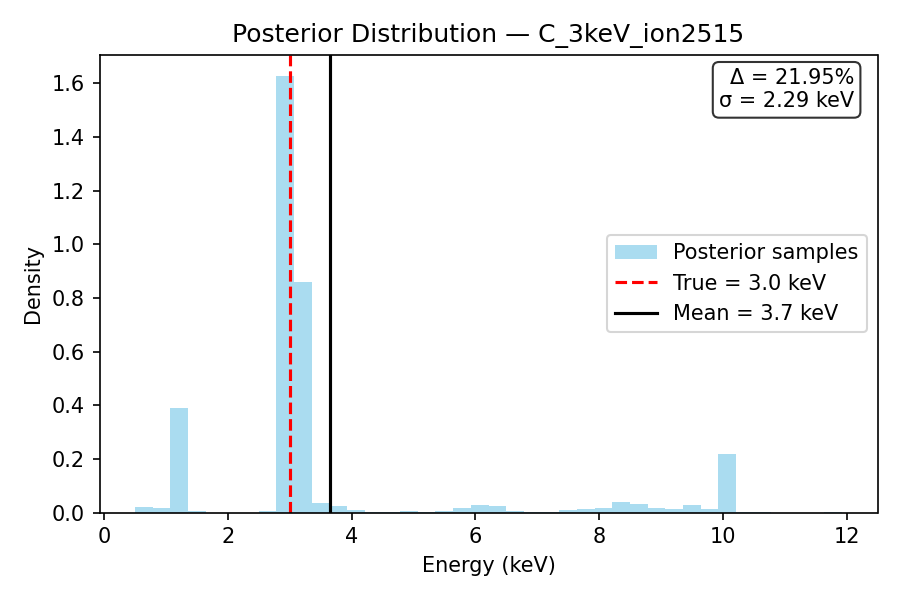 Posterior Distribution — C_3keV_ion2515
Δ = 21.95%
σ = 2.29 keV
Posterior samples
True = 3.0 keV
Mean = 3.7 keV
Density
1.6
1.4
1.2
1.0
0.8
0.6
0.4
0.2
0.0
0 2 4 6 8 10 12
Energy (keV)